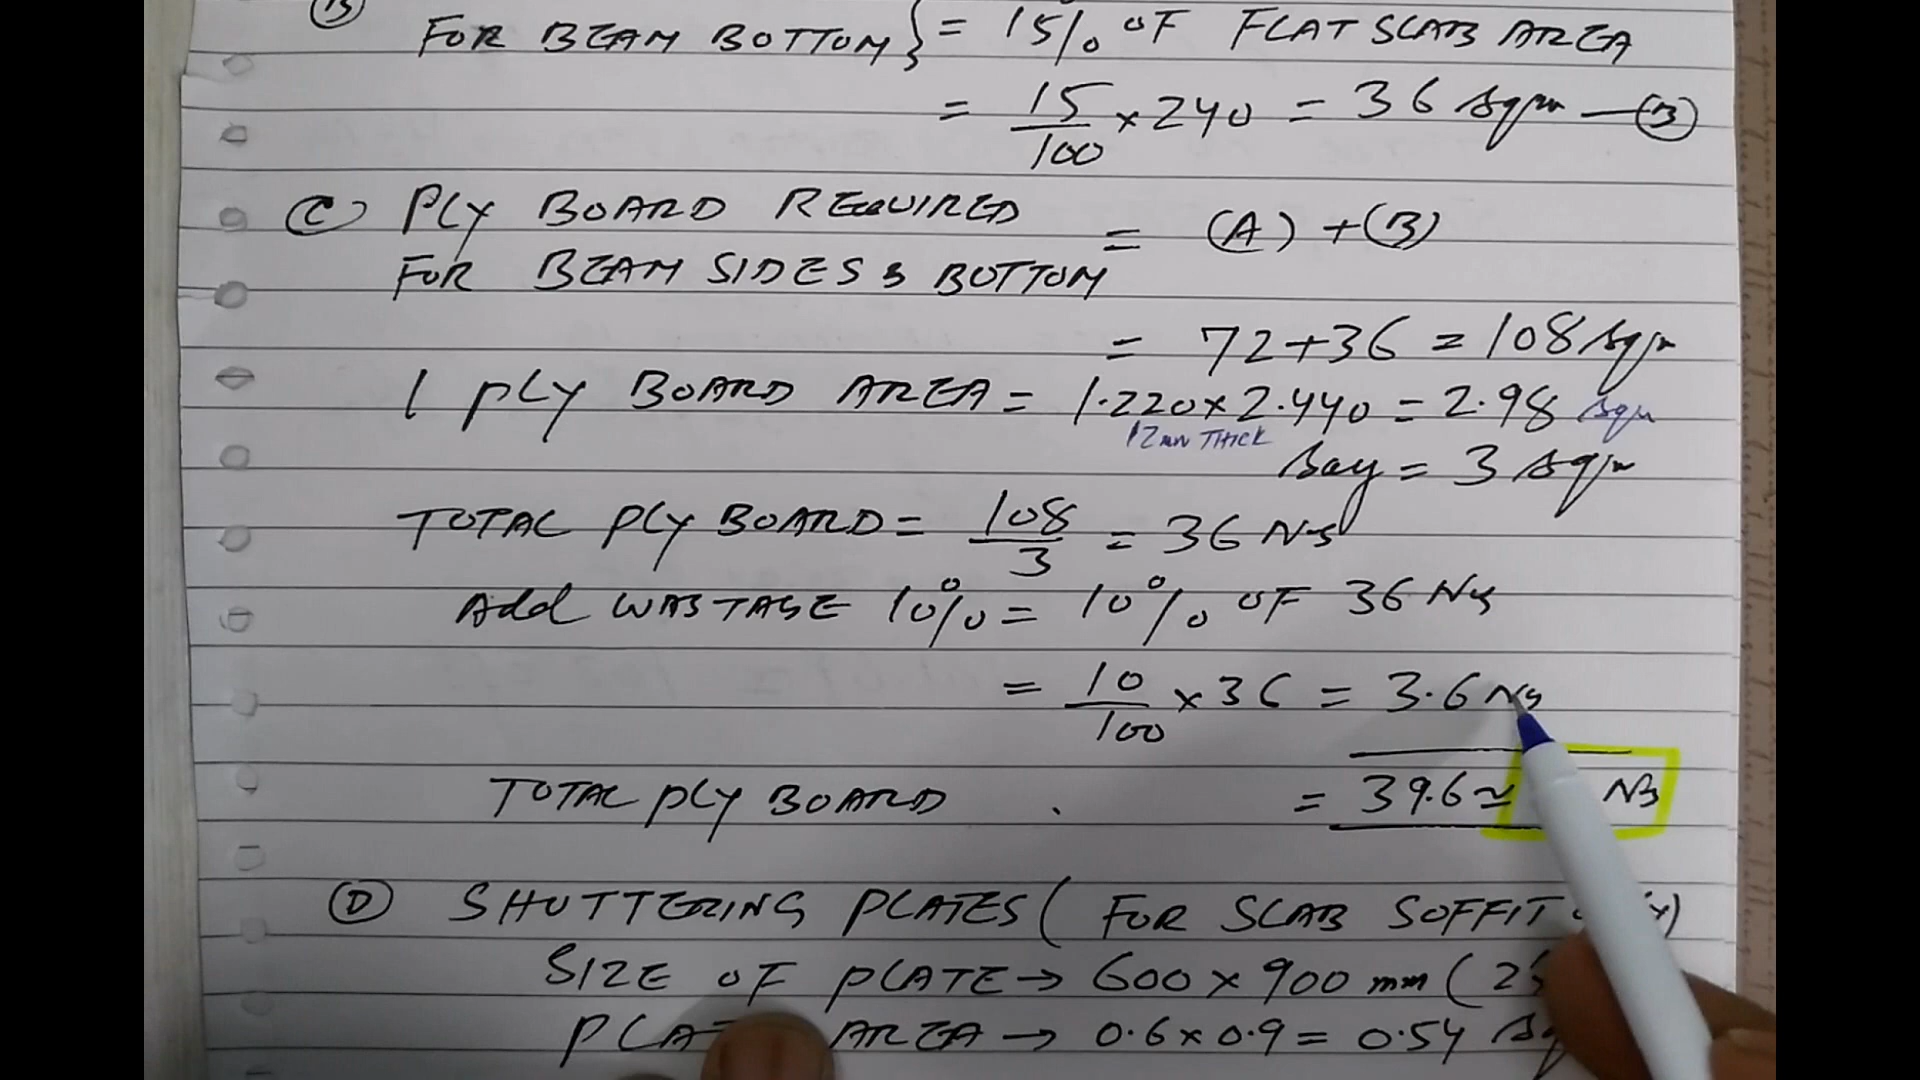 (B)
FOR BEAM BOTTOM } = 15% OF FLAT SLAB AREA
= 15/100 × 240 = 36 sqm — (B)
(C) PLY BOARD REQUIRED
FOR BEAM SIDES & BOTTOM = (A) + (B)
= 72+36 = 108 sqm
1 PLY BOARD AREA = 1.220 × 2.440 = 2.98 sqm
12mm THICK
Say = 3 sqm
TOTAL PLY BOARD = 108/3 = 36 Nos
Add WASTAGE 10% = 10% OF 36 Nos
= 10/100 × 36 = 3.6 Nos
TOTAL PLY BOARD = 39.6 ≃ Nos
(D) SHUTTERING PLATES ( FOR SLAB SOFFIT
SIZE OF PLATE → 600 × 900 mm ( 2'
AREA → 0.6 × 0.9 = 0.54